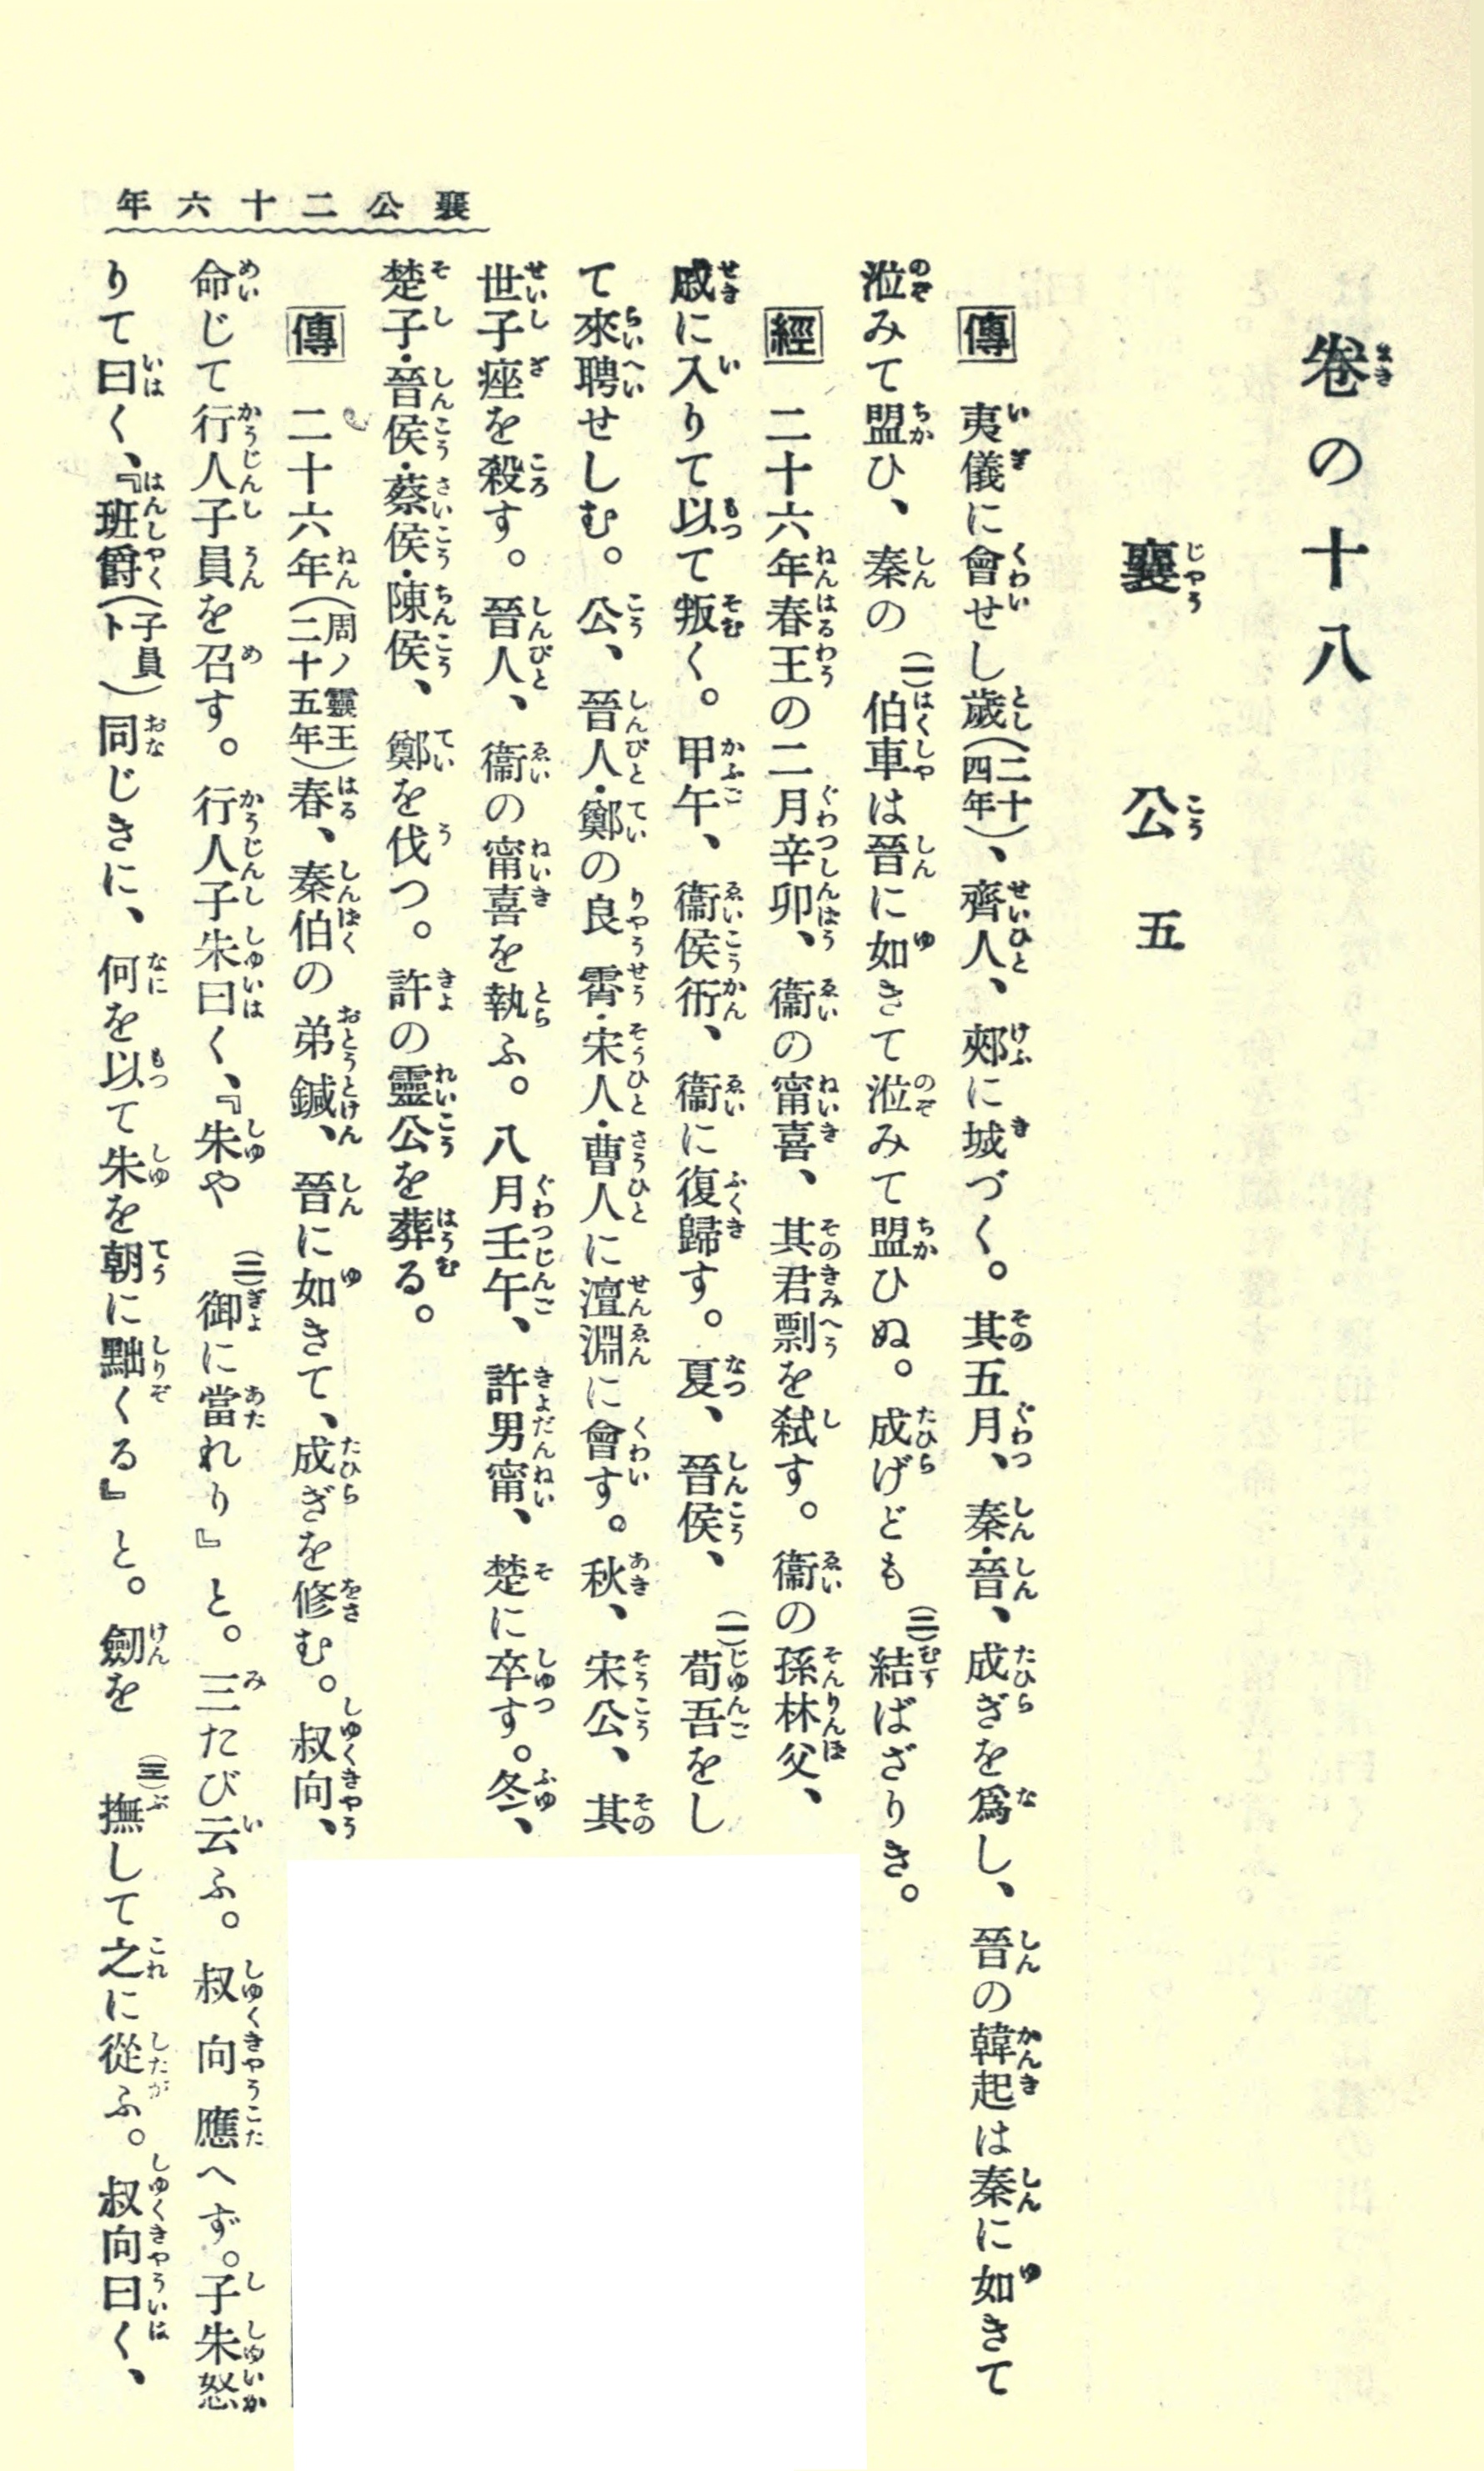 卷の十八
襄公 五
傳 夷儀に會せし歲(二十四年)、齊人、郟に城づく。其五月、秦・晉、成ぎを爲し、晉の韓起は秦に如きて
涖みて盟ひ、秦の(一)伯車は晉に如きて涖みて盟ひぬ。成げども(二)結ばざりき。
經 二十六年春王の二月辛卯、衞の甯喜、其君剽を弑す。衞の孫林父、
戚に入りて以て叛く。甲午、衞侯衎、衞に復歸す。夏、晉侯、(一)荀吾をし
て來聘せしむ。公、晉人・鄭の良霄・宋人・曹人に澶淵に會す。秋、宋公、其
世子痤を殺す。晉人、衞の甯喜を執ふ。八月壬午、許男甯、楚に卒す。冬、
楚子・晉侯・蔡侯・陳侯、鄭を伐つ。許の靈公を葬る。
傳 二十六年(周ノ靈王二十五年)春、秦伯の弟鍼、晉に如きて、成ぎを修む。叔向、
命じて行人子員を召す。行人子朱曰く、『朱や(二)御に當れり』と。三たび云ふ。叔向應へず。子朱怒
りて曰く、『班爵(子員ト)同じきに、何を以て朱を朝に黜くる』と。劒を(三)撫して之に從ふ。叔向曰く、
襄公二十六年